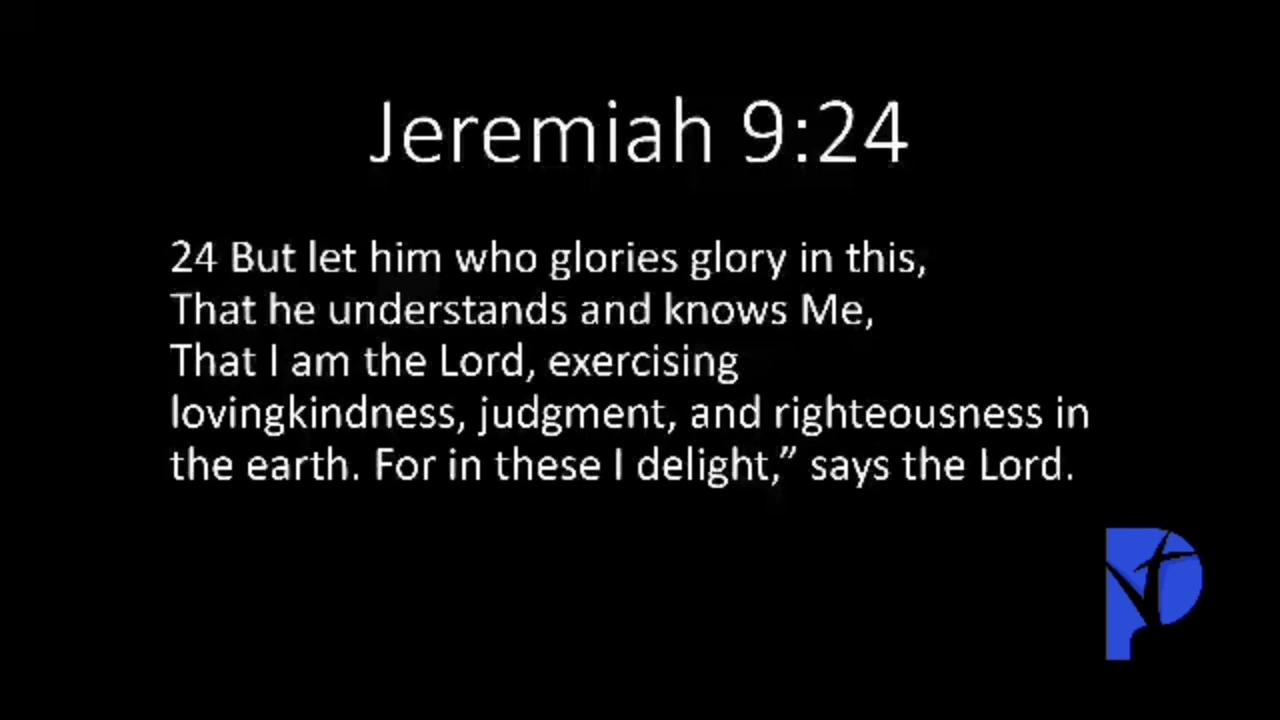 Jeremiah 9:24
24 But let him who glories glory in this,
That he understands and knows Me,
That I am the Lord, exercising
lovingkindness, judgment, and righteousness in
the earth. For in these I delight,” says the Lord.